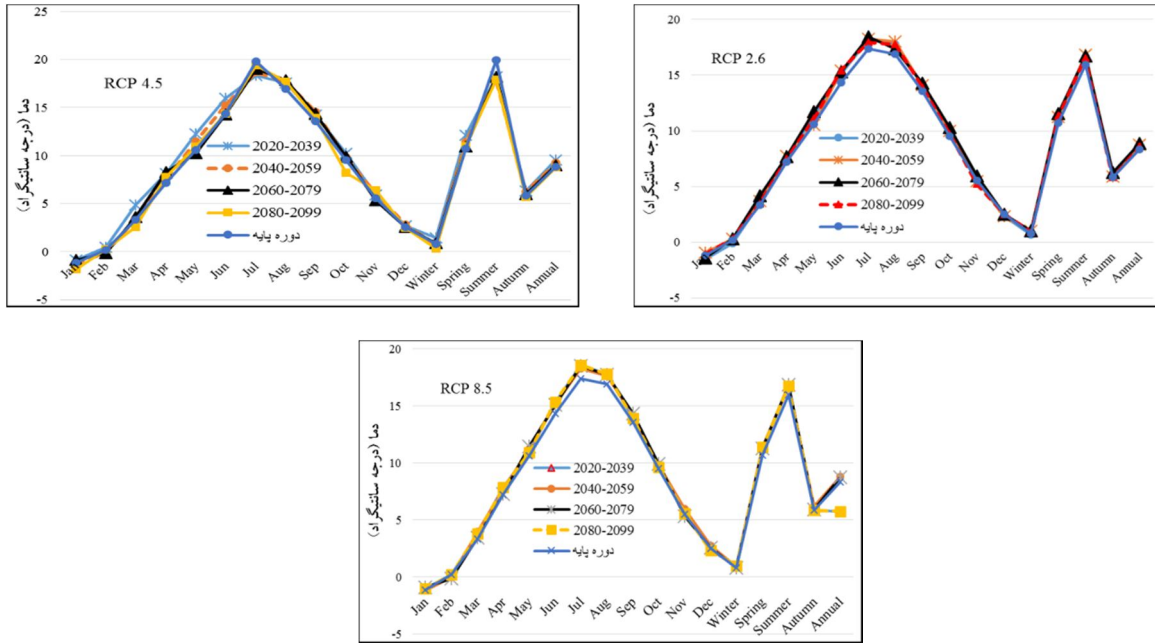 25
20
15
10
5
0
-5
دما (درجه سانتیگراد)
RCP 4.5
2020-2039
2040-2059
2060-2079
2080-2099
دوره پایه
Jan
Feb
Mar
Apr
May
Jun
Jul
Aug
Sep
Oct
Nov
Dec
Winter
Spring
Summer
Autumn
Annual
20
15
10
5
0
-5
دما (درجه سانتیگراد)
RCP 2.6
2020-2039
2040-2059
2060-2079
2080-2099
دوره پایه
Jan
Feb
Mar
Apr
May
Jun
Jul
Aug
Sep
Oct
Nov
Dec
Winter
Spring
Summer
Autumn
Annual
20
15
10
5
0
-5
دما (درجه سانتیگراد)
RCP 8.5
2020-2039
2040-2059
2060-2079
2080-2099
دوره پایه
Jan
Feb
Mar
Apr
May
Jun
Jul
Aug
Sep
Oct
Nov
Dec
Winter
Spring
Summer
Autumn
Annual